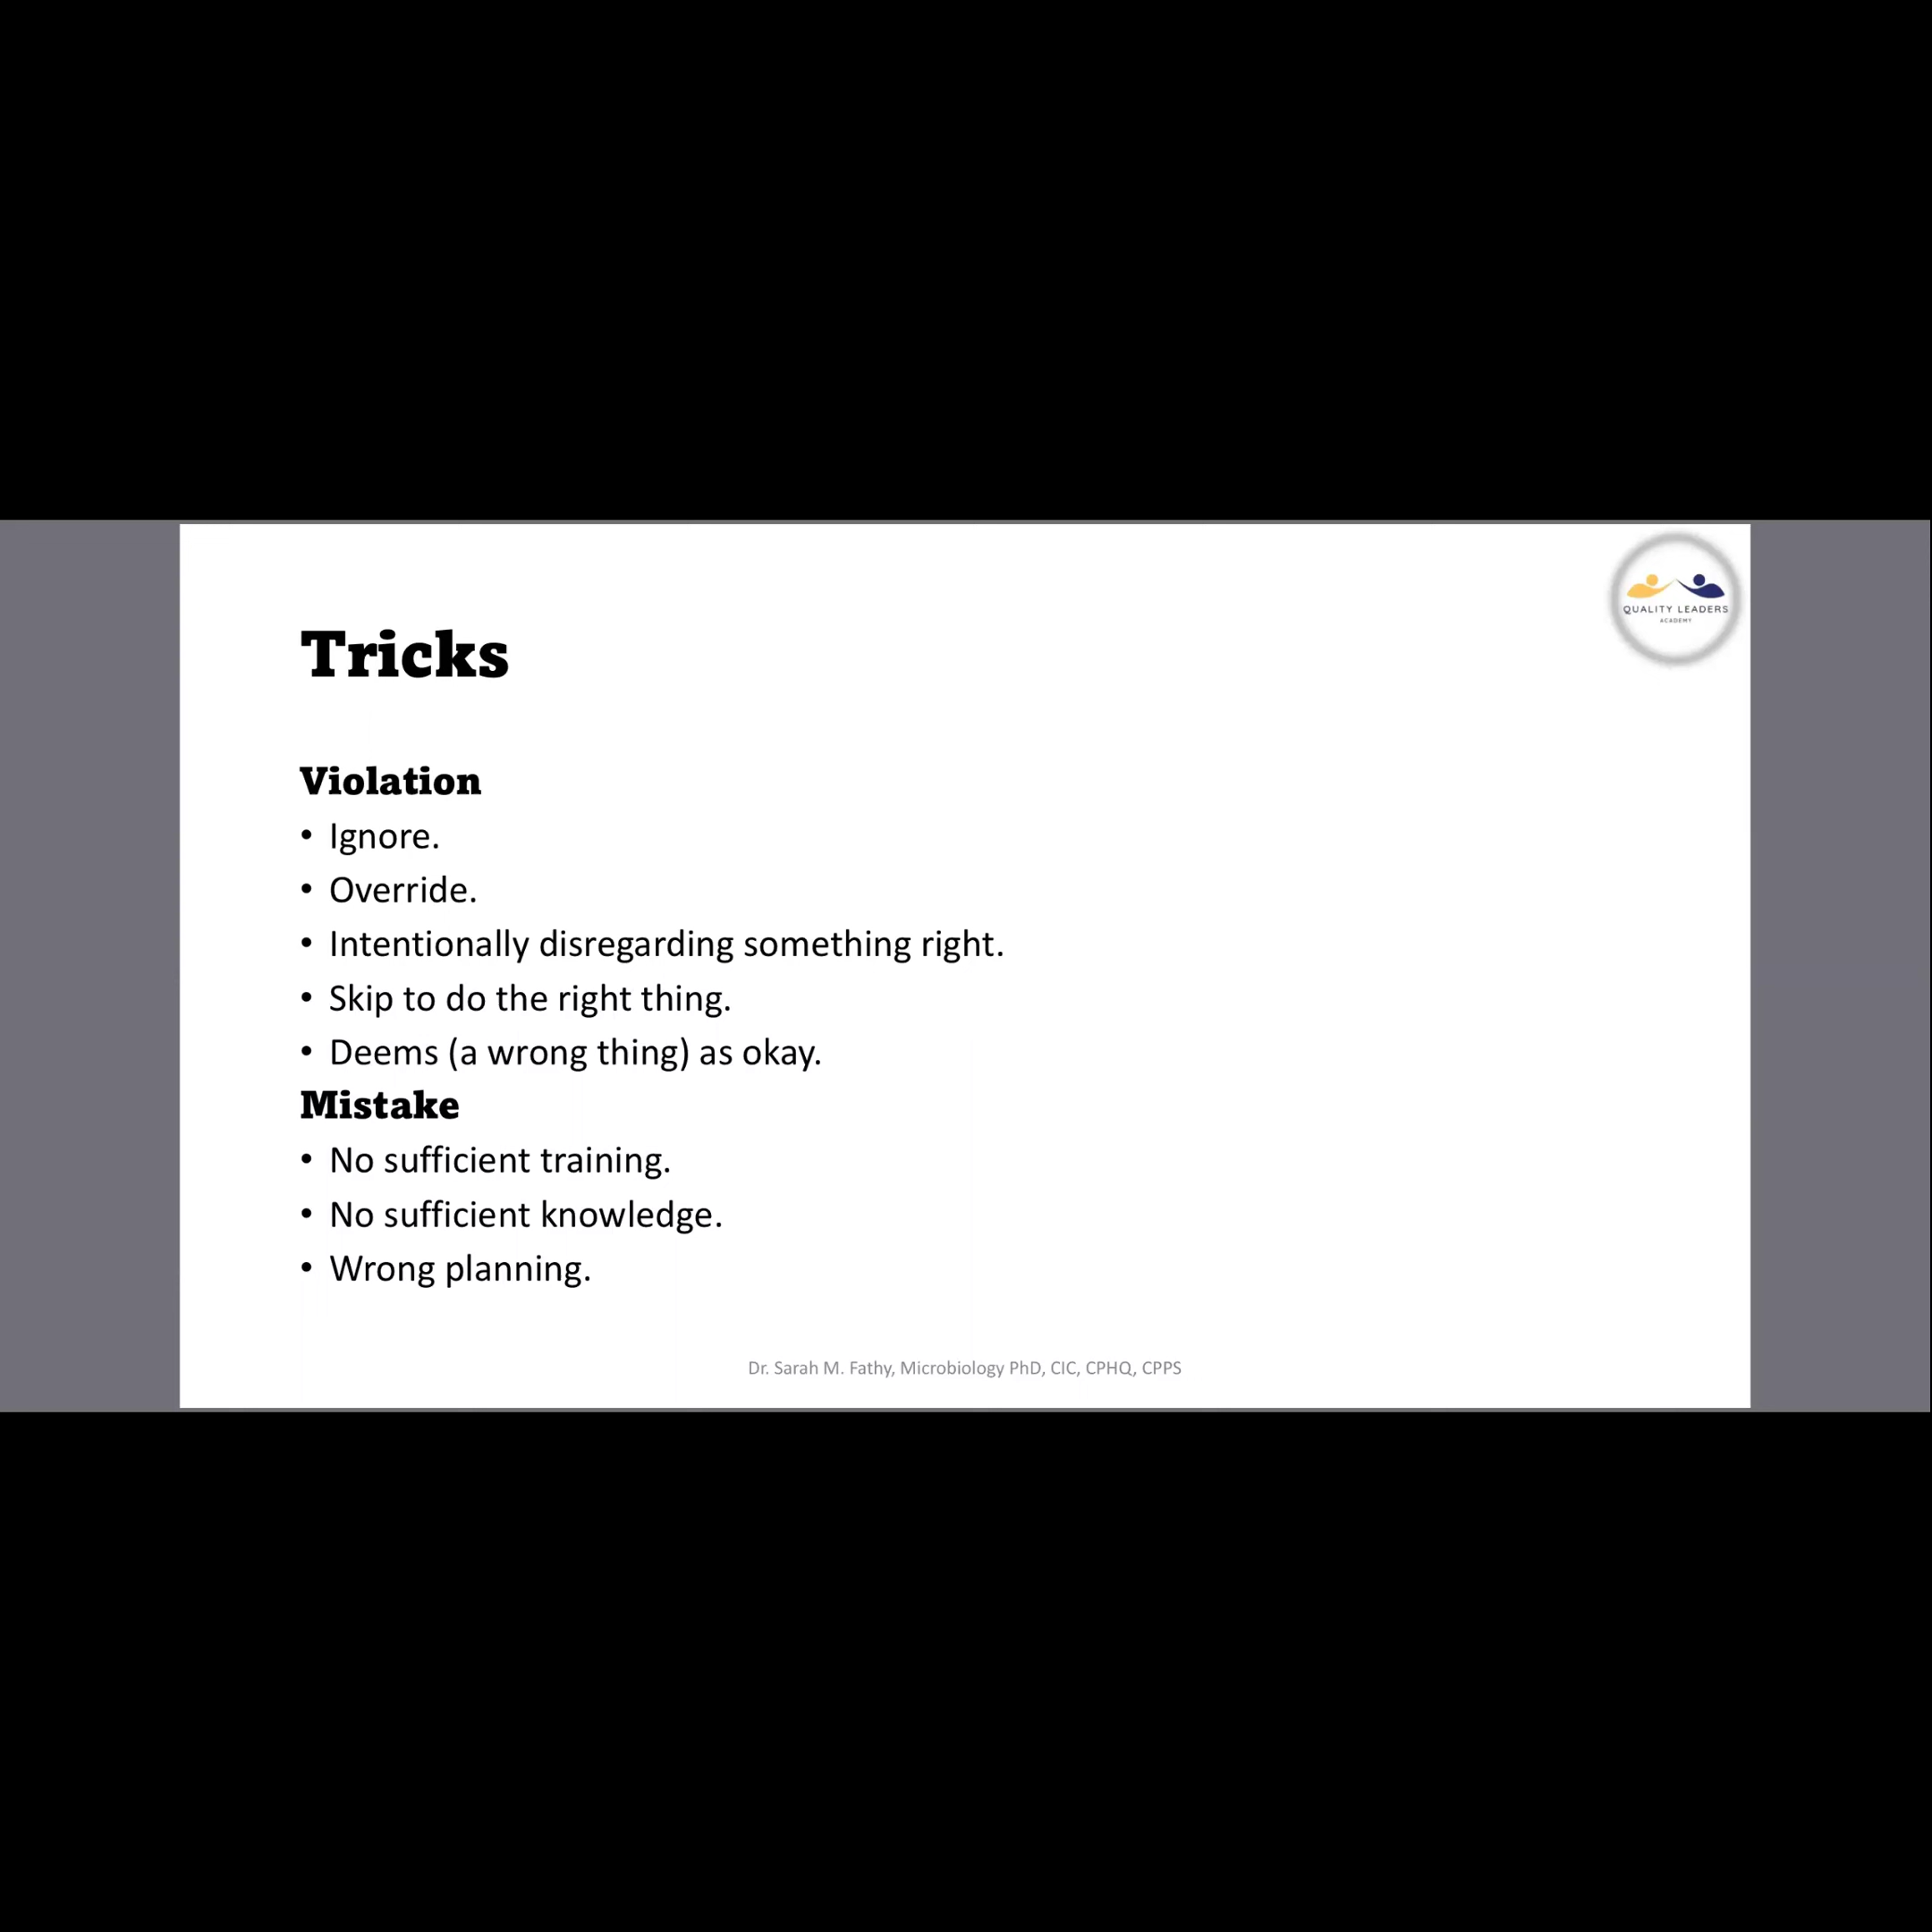 QUALITY LEADERS
ACADEMY
Tricks
Violation
• Ignore.
• Override.
• Intentionally disregarding something right.
• Skip to do the right thing.
• Deems (a wrong thing) as okay.
Mistake
• No sufficient training.
• No sufficient knowledge.
• Wrong planning.
Dr. Sarah M. Fathy, Microbiology PhD, CIC, CPHQ, CPPS